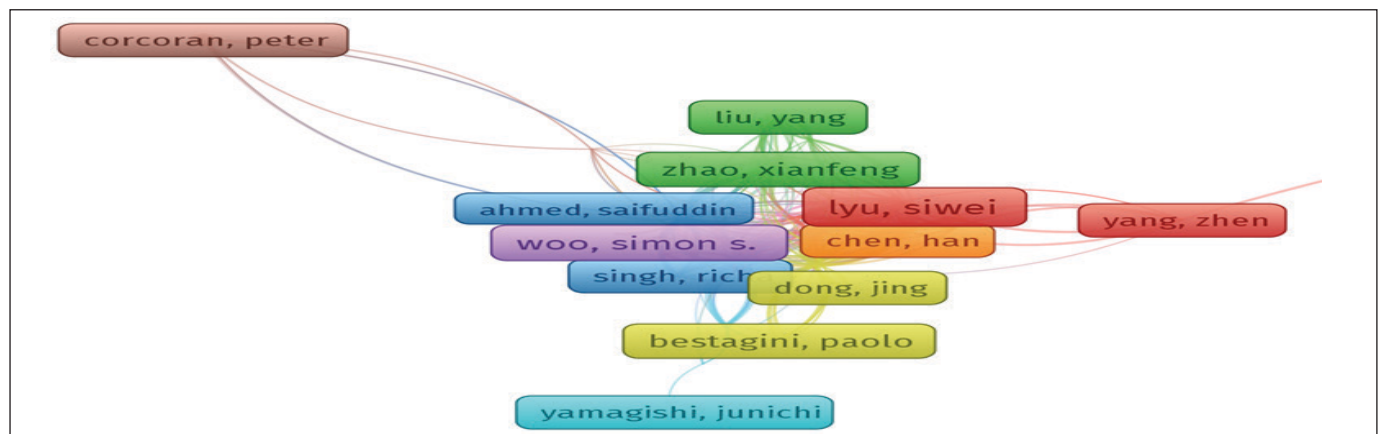 corcoran, peter
liu, yang
zhao, xianfeng
ahmed, saifuddin
lyu, siwei
yang, zhen
woo, simon s.
chen, han
singh, rich
dong, jing
bestagini, paolo
yamagishi, junichi